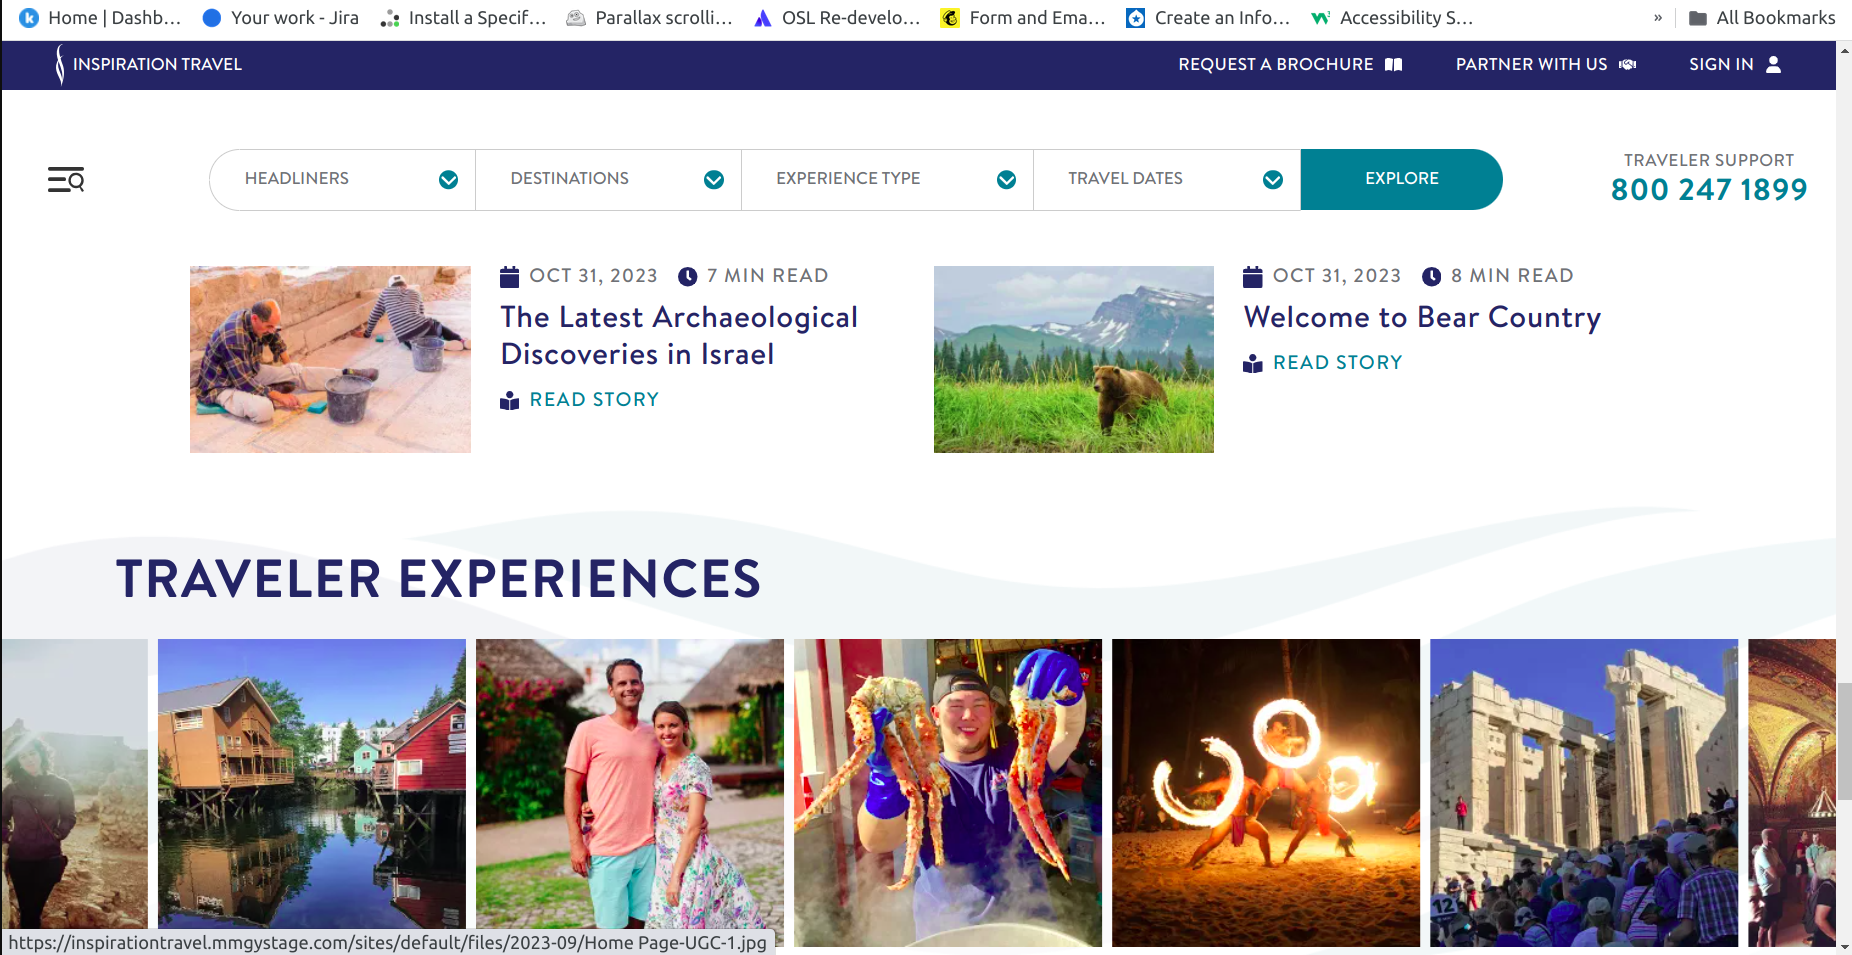 Home | Dashb... Your work - Jira Install a Specif... Parallax scrolli... OSL Re-develo... Form and Ema... Create an Info... Accessibility S... » All Bookmarks
INSPIRATION TRAVEL REQUEST A BROCHURE PARTNER WITH US SIGN IN
HEADLINERS DESTINATIONS EXPERIENCE TYPE TRAVEL DATES EXPLORE
TRAVELER SUPPORT
800 247 1899
OCT 31, 2023 7 MIN READ
The Latest Archaeological
Discoveries in Israel
READ STORY
OCT 31, 2023 8 MIN READ
Welcome to Bear Country
READ STORY
TRAVELER EXPERIENCES
12
https://inspirationtravel.mmgystage.com/sites/default/files/2023-09/Home Page-UGC-1.jpg